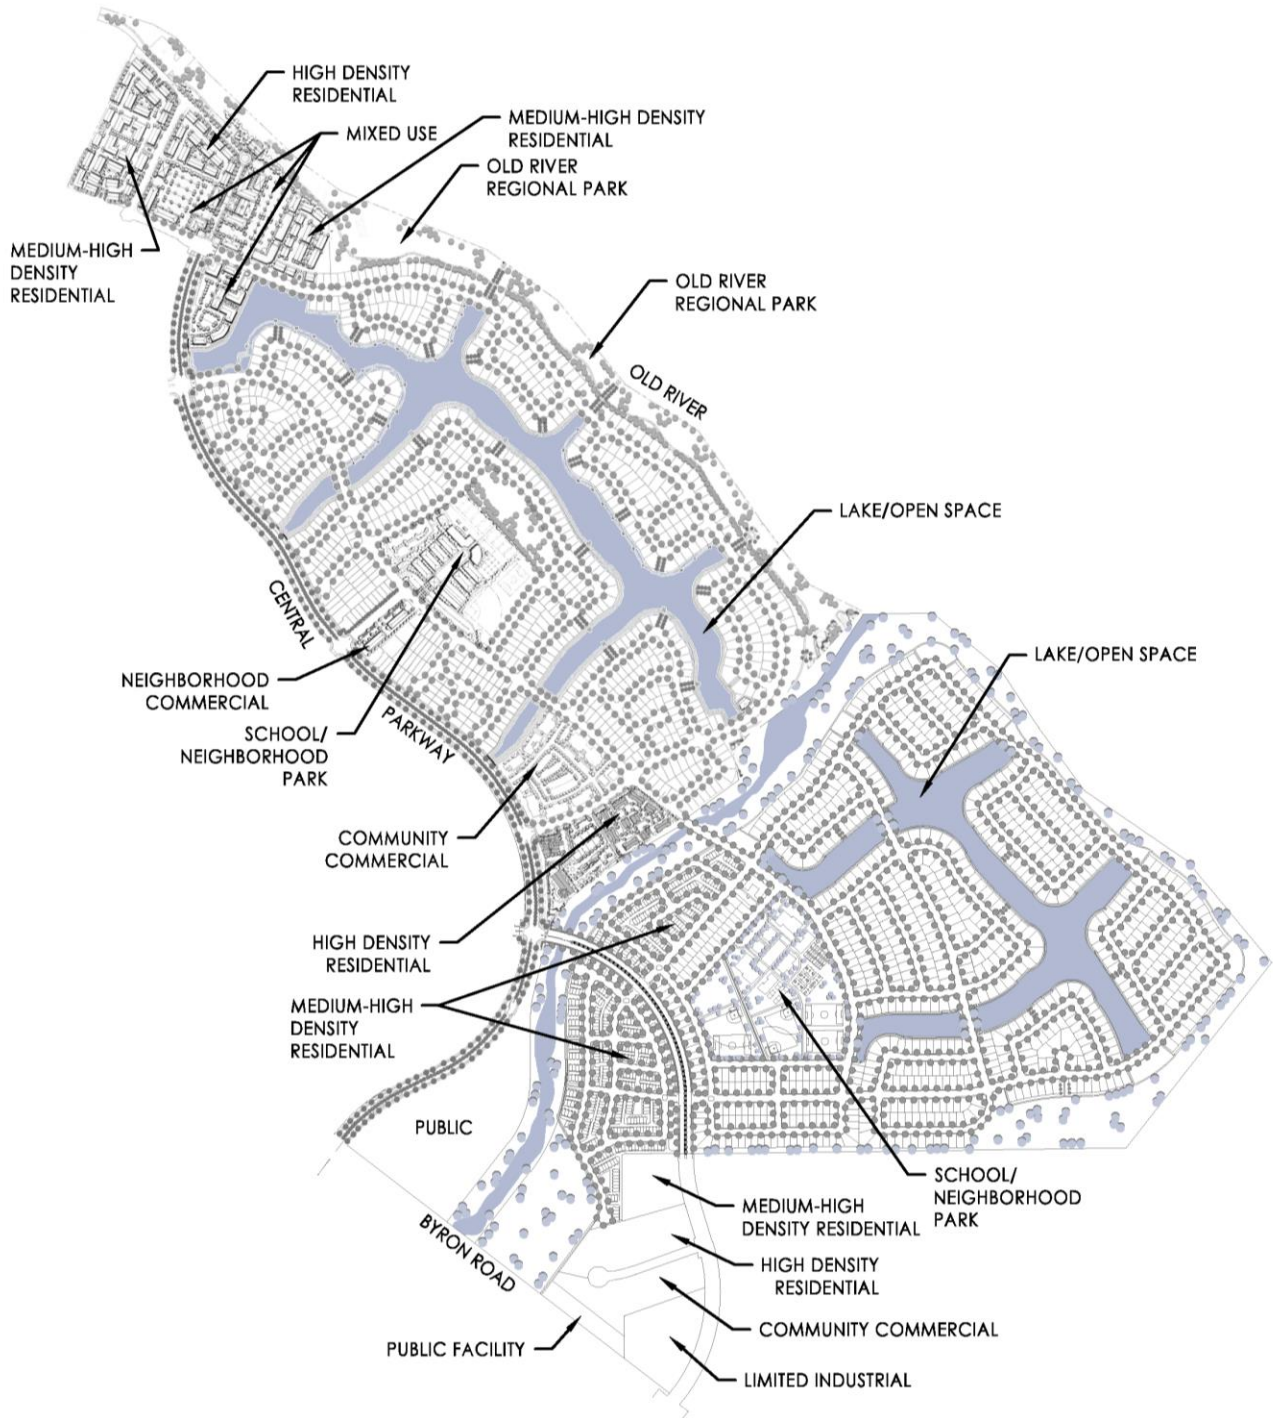 HIGH DENSITY
RESIDENTIAL
MEDIUM-HIGH DENSITY
RESIDENTIAL
MIXED USE
OLD RIVER
REGIONAL PARK
MEDIUM-HIGH
DENSITY
RESIDENTIAL
OLD RIVER
REGIONAL PARK
OLD RIVER
LAKE/OPEN SPACE
CENTRAL
PARKWAY
LAKE/OPEN SPACE
NEIGHBORHOOD
COMMERCIAL
SCHOOL/
NEIGHBORHOOD
PARK
COMMUNITY
COMMERCIAL
HIGH DENSITY
RESIDENTIAL
MEDIUM-HIGH
DENSITY
RESIDENTIAL
PUBLIC
SCHOOL/
NEIGHBORHOOD
PARK
MEDIUM-HIGH
DENSITY RESIDENTIAL
BYRON ROAD
HIGH DENSITY
RESIDENTIAL
COMMUNITY COMMERCIAL
PUBLIC FACILITY
LIMITED INDUSTRIAL